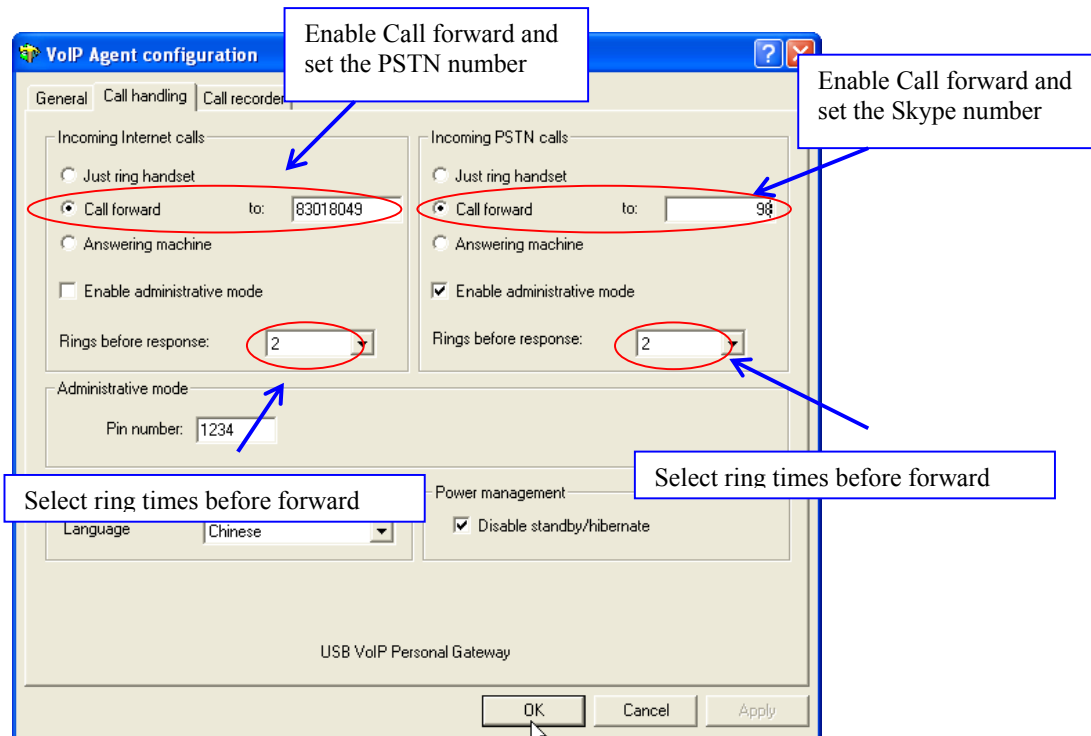 Enable Call forward and
set the PSTN number
VoIP Agent configuration
Enable Call forward and
set the Skype number
General Call handling Call recorder
Incoming Internet calls
Just ring handset
Call forward to: 83018049
Answering machine
Enable administrative mode
Rings before response: 2
Incoming PSTN calls
Just ring handset
Call forward to: 98
Answering machine
Enable administrative mode
Rings before response: 2
Administrative mode
Pin number: 1234
Select ring times before forward
Select ring times before forward
Language Chinese
Power management
Disable standby/hibernate
USB VoIP Personal Gateway
OK Cancel Apply